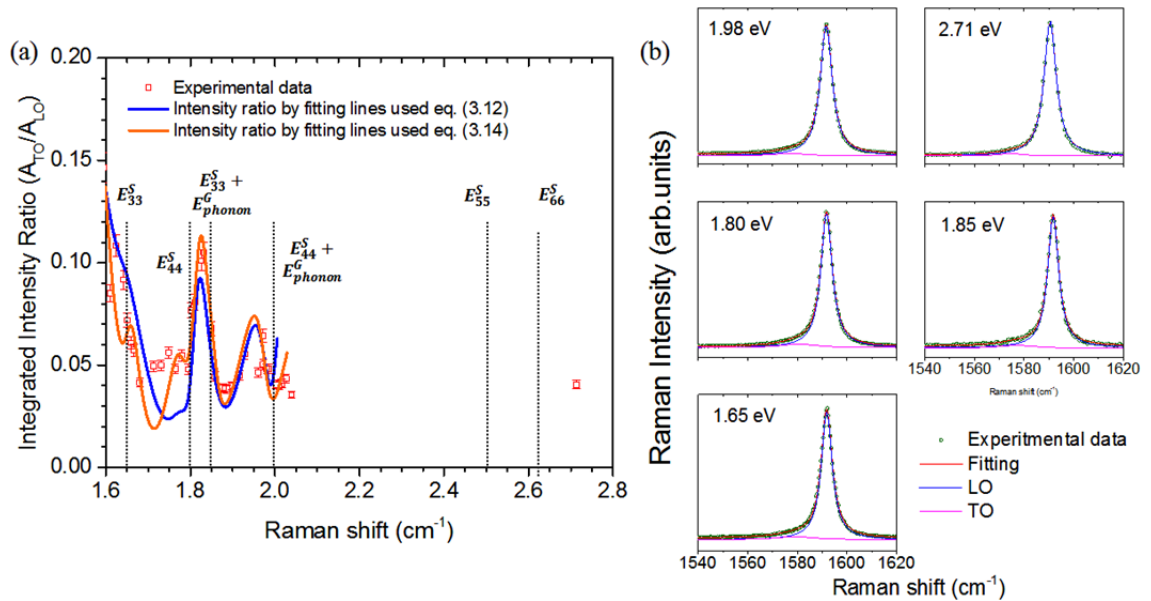 (a)
Integrated Intensity Ratio (A_TO/A_LO)
0.20
0.15
0.10
0.05
0.00
Experimental data
Intensity ratio by fitting lines used eq. (3.12)
Intensity ratio by fitting lines used eq. (3.14)
E^S_33
E^S_44
E^S_33 +
E^G_phonon
E^S_44 +
E^G_phonon
E^S_55
E^S_66
1.6 1.8 2.0 2.2 2.4 2.6 2.8
Raman shift (cm⁻¹)
(b)
Raman Intensity (arb.units)
1.98 eV
2.71 eV
1.80 eV
1.85 eV
1540 1560 1580 1600 1620
Raman shift (cm⁻¹)
1.65 eV
1540 1560 1580 1600 1620
Raman shift (cm⁻¹)
Experitmental data
Fitting
LO
TO